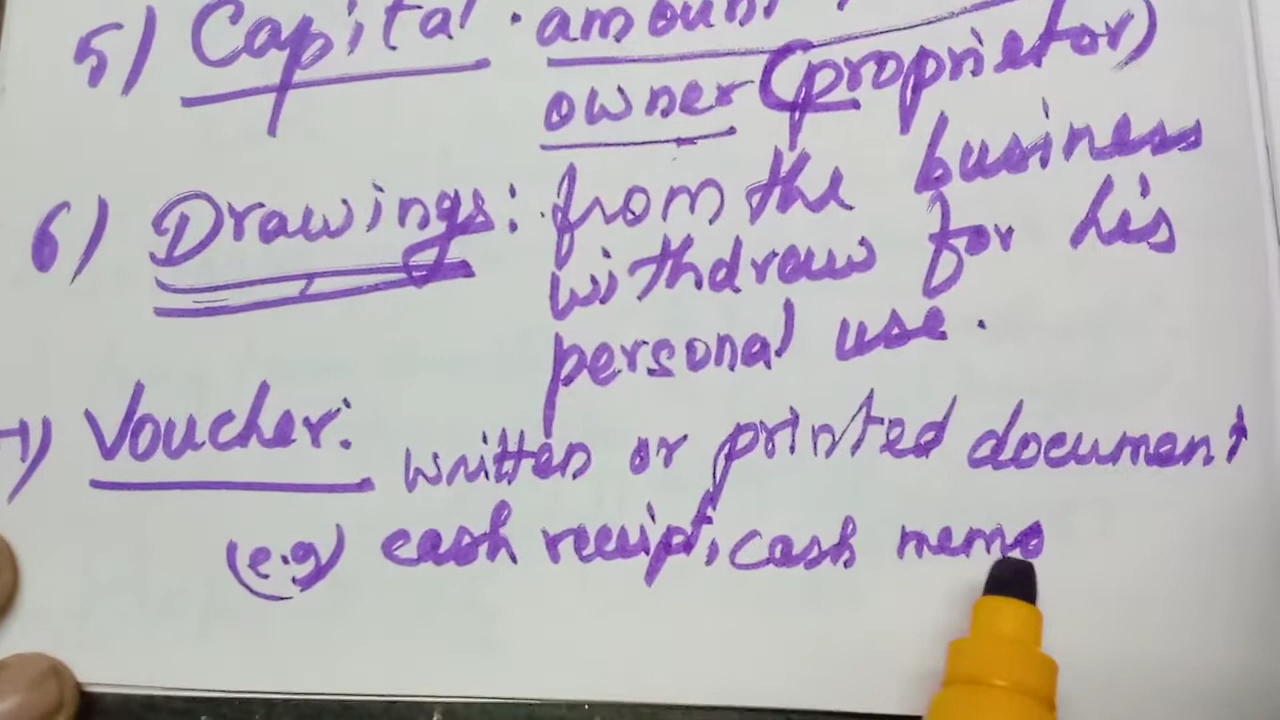 5) Capital . amount
owner (proprietor)
6) Drawings: from the business
withdraw for his
personal use.
Voucher: written or printed document
(e.g) cash receipt, cash memo